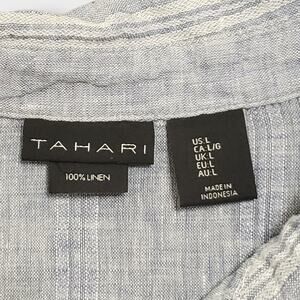 TAHARI
100% LINEN
US:L
CA:L/G
UK:L
EU:L
AU:L
MADE IN
INDONESIA